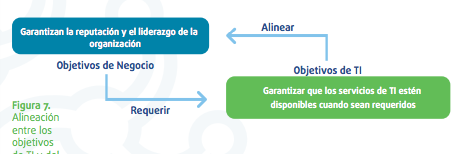 Garantizan la reputación y el liderazgo de la
organización
Alinear
Objetivos de Negocio
Objetivos de TI
Requerir
Garantizar que los servicios de TI estén
disponibles cuando sean requeridos
Figura 7.
Alineación
entre los
objetivos